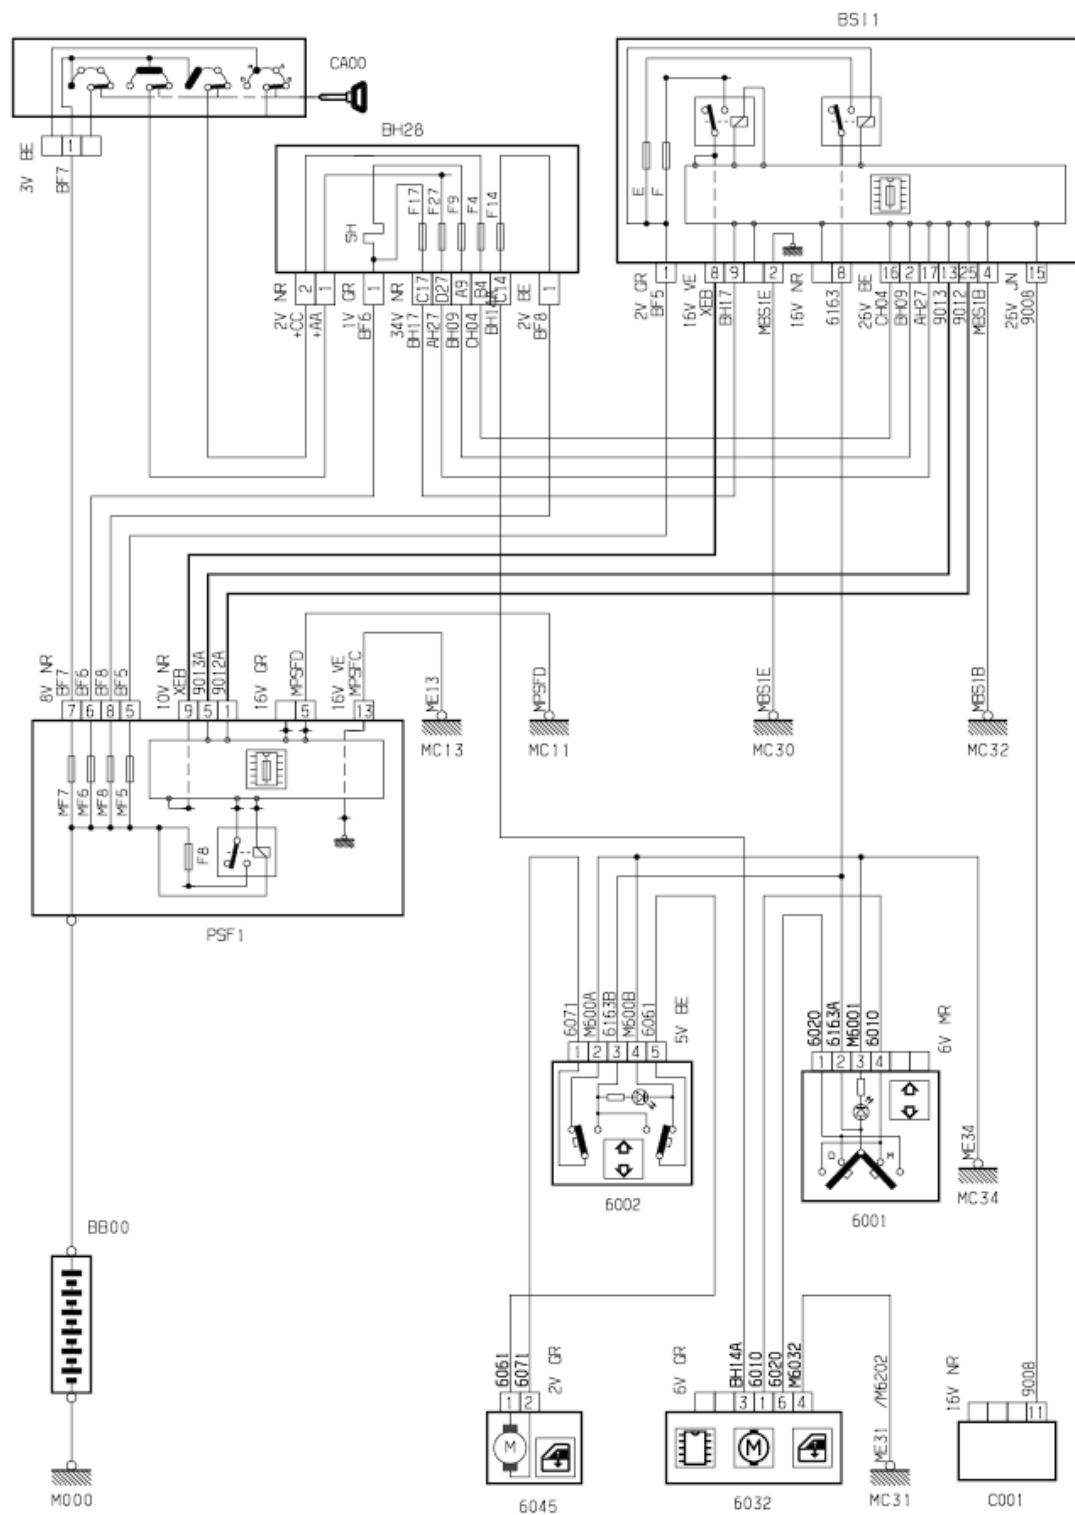 BSI1
CA00
BH28
3V BE
1
BF7
SH
F17
F27
F9
F4
F14
E
F
2V NR
2
+CC
1
+AA
1V GR
1
BF6
34V NR
C17
BH17
D27
AH27
A9
BH09
B4
CH04
C14
BH14A
2V BE
1
BF8
2V GR
1
BF5
16V VE
8
XEB
9
BH17
2
MBS1E
16V NR
8
6163
26V BE
16
CH04
2
BH09
17
AH27
13
9013
25
9012
4
MBS1B
26V JN
15
9008
8V NR
BF7
BF6
BF8
BF5
7 6 8 5
10V NR
XEB
9013A
9012A
9 5 1
16V GR
MPSFD
5
16V VE
MPSFC
13
ME13
MC13
MPSFD
MC11
MBS1E
MC30
MBS1B
MC32
MF7
MF6
MF8
MF5
F8
PSF1
6071
M600A
6163B
M600B
6061
5V BE
1 2 3 4 5
6002
6020
6163A
M6001
6010
6V MR
1 2 3 4
D
M
6001
ME34
MC34
BB00
M000
6061
6071
2V GR
1 2
M
6045
6V GR
BH14A
6010
6020
M6032
3 1 6 4
M
6032
ME31 /M6202
MC31
16V NR
9008
11
C001